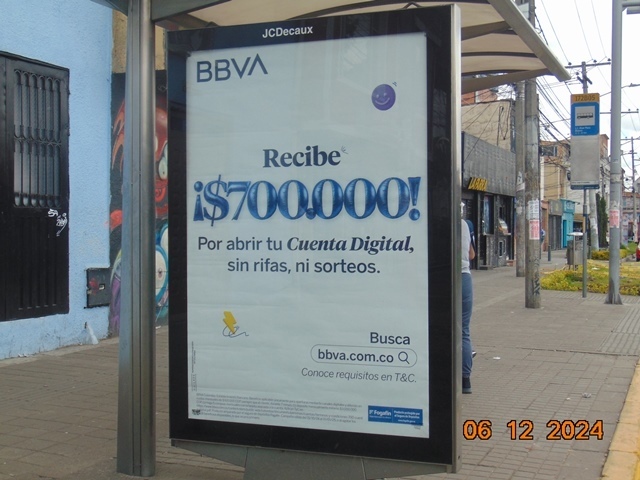 JCDecaux
BBVA
Recibe
¡$700.000!
Por abrir tu Cuenta Digital,
sin rifas, ni sorteos.
Busca
bbva.com.co
Conoce requisitos en T&C.
Fogafín
06 12 2024